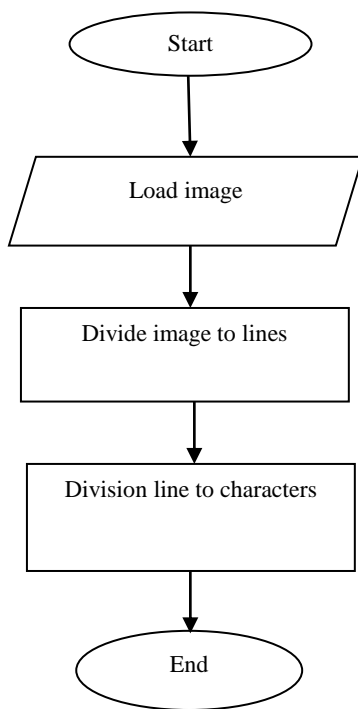 Start
Load image
Divide image to lines
Division line to characters
End